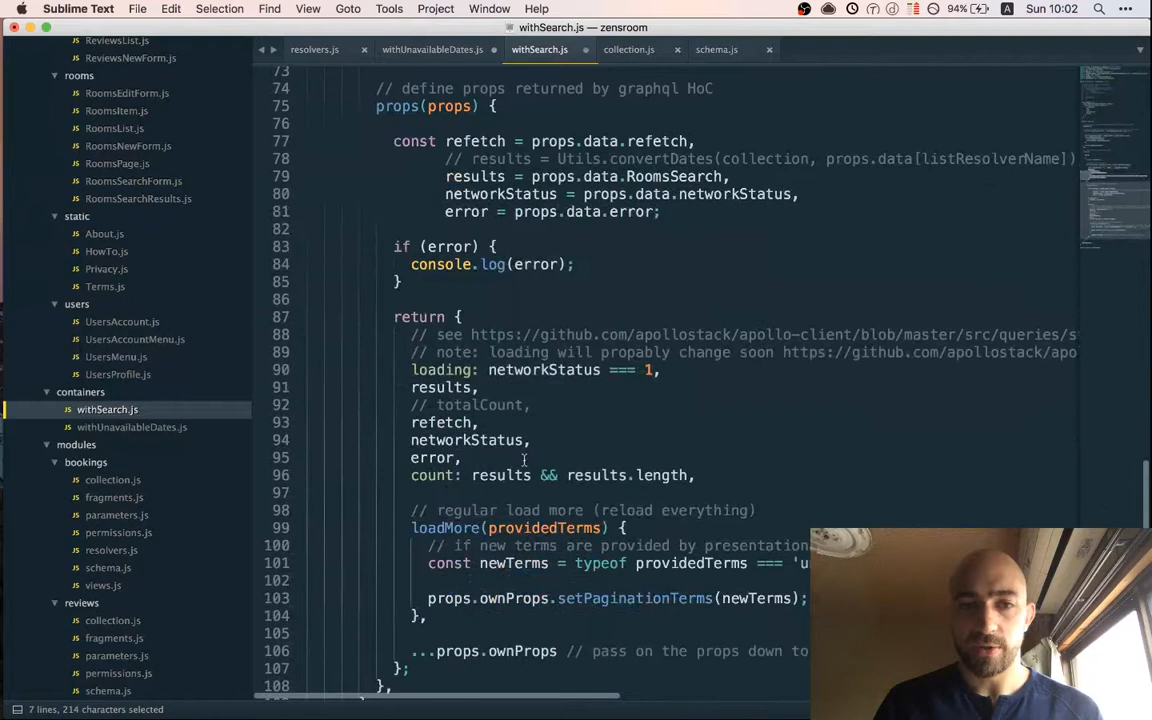 Sublime Text File Edit Selection Find View Goto Tools Project Window Help 94% Sun 10:02
withSearch.js — zensroom
resolvers.js withUnavailableDates.js withSearch.js collection.js schema.js
ReviewsList.js
ReviewsNewForm.js
rooms
RoomsEditForm.js
RoomsItem.js
RoomsList.js
RoomsNewForm.js
RoomsPage.js
RoomsSearchForm.js
RoomsSearchResults.js
static
About.js
HowTo.js
Privacy.js
Terms.js
users
UsersAccount.js
UsersAccountMenu.js
UsersMenu.js
UsersProfile.js
containers
withSearch.js
withUnavailableDates.js
modules
bookings
collection.js
fragments.js
parameters.js
permissions.js
resolvers.js
schema.js
views.js
reviews
collection.js
fragments.js
parameters.js
permissions.js
schema.js
73
74 // define props returned by graphql HoC
75 props(props) {
76
77 const refetch = props.data.refetch,
78 // results = Utils.convertDates(collection, props.data[listResolverName])
79 results = props.data.RoomsSearch,
80 networkStatus = props.data.networkStatus,
81 error = props.data.error;
82
83 if (error) {
84 console.log(error);
85 }
86
87 return {
88 // see https://github.com/apollostack/apollo-client/blob/master/src/queries/s
89 // note: loading will propably change soon https://github.com/apollostack/apo
90 loading: networkStatus === 1,
91 results,
92 // totalCount,
93 refetch,
94 networkStatus,
95 error,
96 count: results && results.length,
97
98 // regular load more (reload everything)
99 loadMore(providedTerms) {
100 // if new terms are provided by presentationa
101 const newTerms = typeof providedTerms === 'u
102
103 props.ownProps.setPaginationTerms(newTerms);
104 },
105
106 ...props.ownProps // pass on the props down to
107 };
108 },
7 lines, 214 characters selected